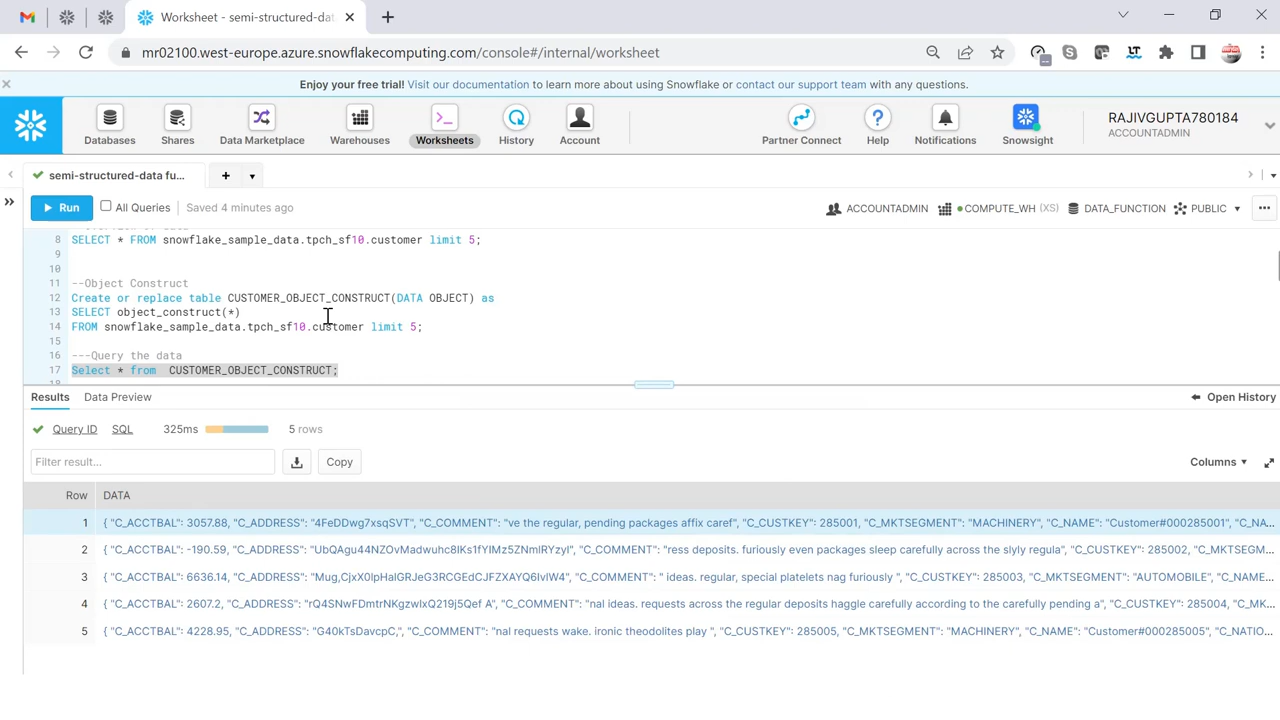 Worksheet - semi-structured-dat
mr02100.west-europe.azure.snowflakecomputing.com/console#/internal/worksheet
Enjoy your free trial! Visit our documentation to learn more about using Snowflake or contact our support team with any questions.
Databases
Shares
Data Marketplace
Warehouses
Worksheets
History
Account
Partner Connect
Help
Notifications
Snowsight
RAJIVGUPTA780184
ACCOUNTADMIN
semi-structured-data fu...
Run
All Queries
Saved 4 minutes ago
ACCOUNTADMIN
COMPUTE_WH (XS)
DATA_FUNCTION
PUBLIC
8 SELECT * FROM snowflake_sample_data.tpch_sf10.customer limit 5;
9
10
11 --Object Construct
12 Create or replace table CUSTOMER_OBJECT_CONSTRUCT(DATA OBJECT) as
13 SELECT object_construct(*)
14 FROM snowflake_sample_data.tpch_sf10.customer limit 5;
15
16 ---Query the data
17 Select * from CUSTOMER_OBJECT_CONSTRUCT;
Results
Data Preview
Open History
Query ID
SQL
325ms
5 rows
Filter result...
Copy
Columns
Row DATA
1 { "C_ACCTBAL": 3057.88, "C_ADDRESS": "4FeDDwg7xsqSVT", "C_COMMENT": "ve the regular, pending packages affix caref", "C_CUSTKEY": 285001, "C_MKTSEGMENT": "MACHINERY", "C_NAME": "Customer#000285001", "C_NA...
2 { "C_ACCTBAL": -190.59, "C_ADDRESS": "UbQAgu44NZOvMadwuhc8IKs1fYIMz5ZNmlRYzyI", "C_COMMENT": "ress deposits. furiously even packages sleep carefully across the slyly regula", "C_CUSTKEY": 285002, "C_MKTSEGM...
3 { "C_ACCTBAL": 6636.14, "C_ADDRESS": "Mug,CjxX0lpHaIGRJeG3RCGEdCJFZXAYQ6IvIW4", "C_COMMENT": " ideas. regular, special platelets nag furiously ", "C_CUSTKEY": 285003, "C_MKTSEGMENT": "AUTOMOBILE", "C_NAME...
4 { "C_ACCTBAL": 2607.2, "C_ADDRESS": "rQ4SNwFDmtrNKgzwlxQ219j5Qef A", "C_COMMENT": "nal ideas. requests across the regular deposits haggle carefully according to the carefully pending a", "C_CUSTKEY": 285004, "C_MK...
5 { "C_ACCTBAL": 4228.95, "C_ADDRESS": "G40kTsDavcpC,", "C_COMMENT": "nal requests wake. ironic theodolites play ", "C_CUSTKEY": 285005, "C_MKTSEGMENT": "MACHINERY", "C_NAME": "Customer#000285005", "C_NATIO...